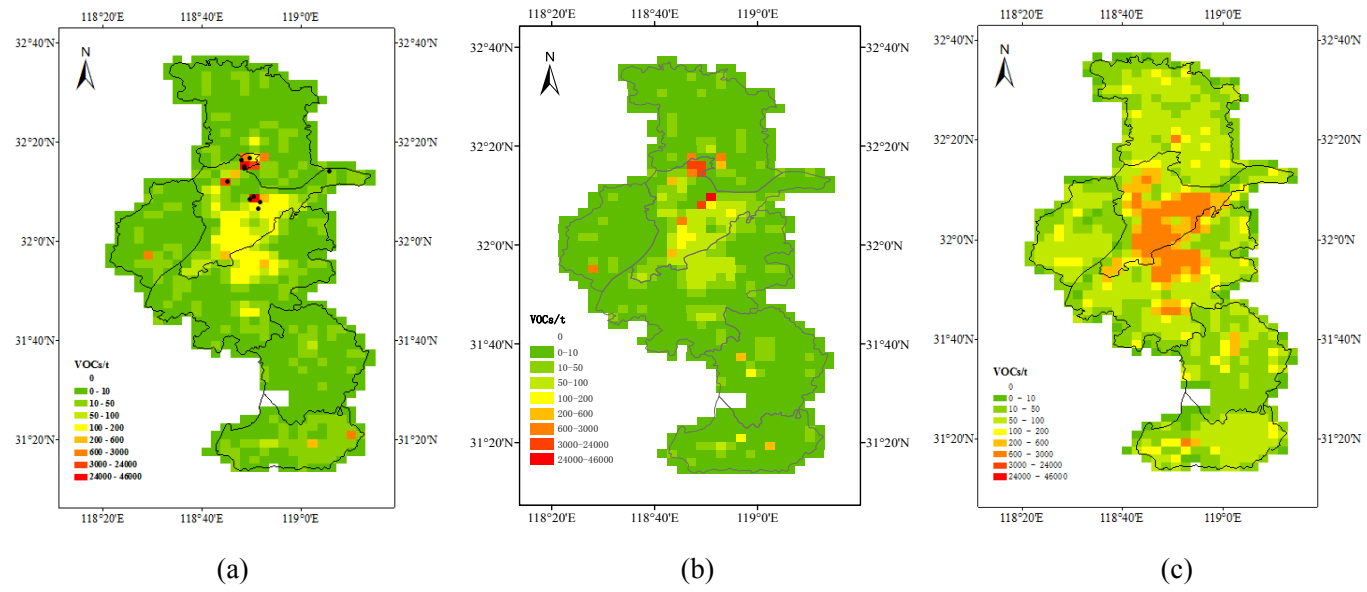 118°20'E 118°40'E 119°0'E
32°40'N 32°40'N
N
32°20'N 32°20'N
32°0'N 32°0'N
31°40'N 31°40'N
VOCs/t
0
0 - 10
10 - 50
50 - 100
100 - 200
200 - 600
600 - 3000
3000 - 24000
24000 - 46000
31°20'N 31°20'N
118°20'E 118°40'E 119°0'E
(a)
118°20'E 118°40'E 119°0'E
32°40'N 32°40'N
N
32°20'N 32°20'N
32°0'N 32°0'N
31°40'N 31°40'N
VOCs/t
0
0-10
10-50
50-100
100-200
200-600
600-3000
3000-24000
24000-46000
31°20'N 31°20'N
118°20'E 118°40'E 119°0'E
(b)
118°20'E 118°40'E 119°0'E
32°40'N 32°40'N
N
32°20'N 32°20'N
32°0'N 32°0'N
31°40'N 31°40'N
VOCs/t
0
0 - 10
10 - 50
50 - 100
100 - 200
200 - 600
600 - 3000
3000 - 24000
24000 - 46000
31°20'N 31°20'N
118°20'E 118°40'E 119°0'E
(c)